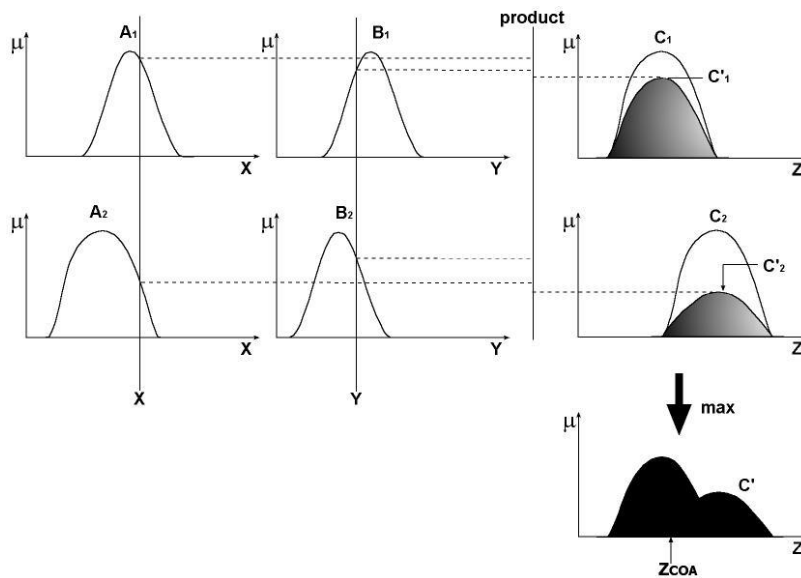 product
μ
A₁
X
μ
B₁
Y
μ
C₁
C'₁
Z
μ
A₂
X
μ
B₂
Y
μ
C₂
C'₂
Z
X
Y
max
μ
C'
Z
ZCOA